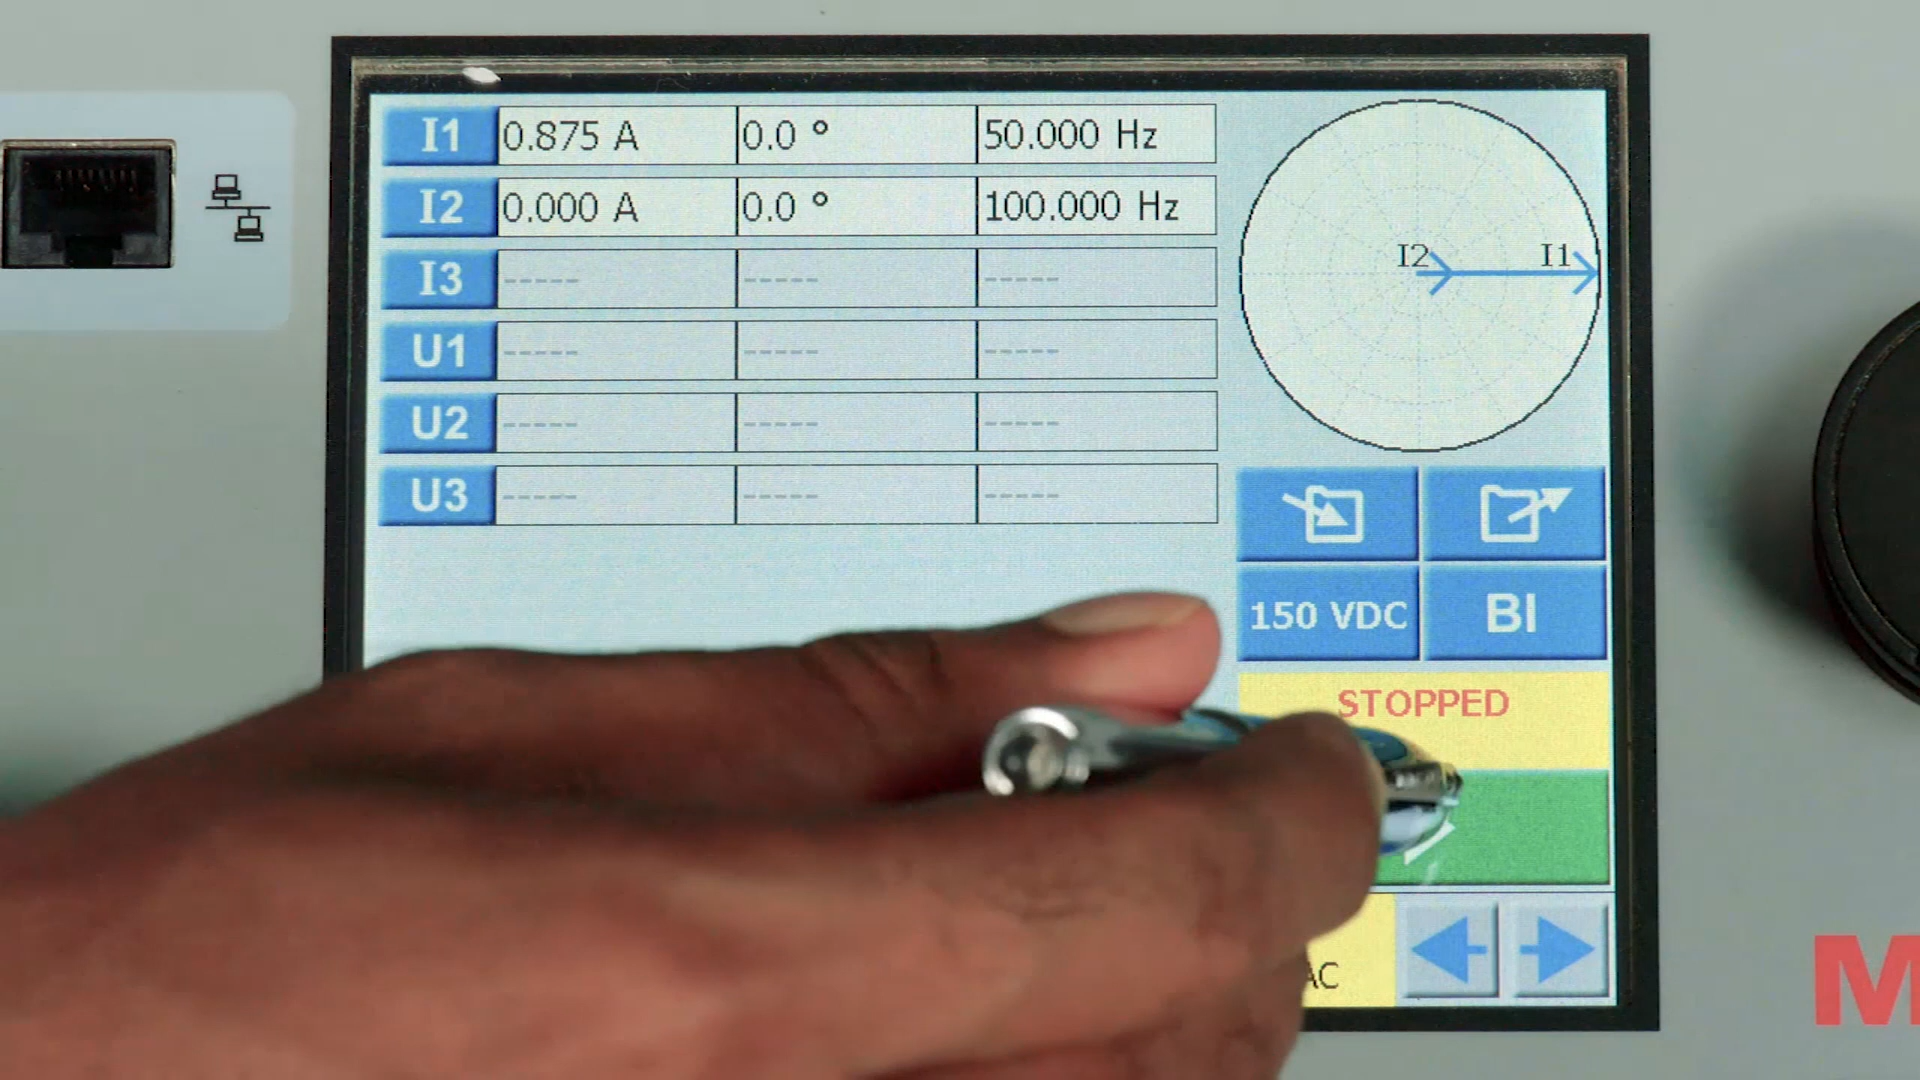 I1 0.875 A 0.0 ° 50.000 Hz
I2 0.000 A 0.0 ° 100.000 Hz
I3 ----- ----- -----
U1 ----- ----- -----
U2 ----- ----- -----
U3 ----- ----- -----
I2 I1
150 VDC BI
STOPPED
AC
M